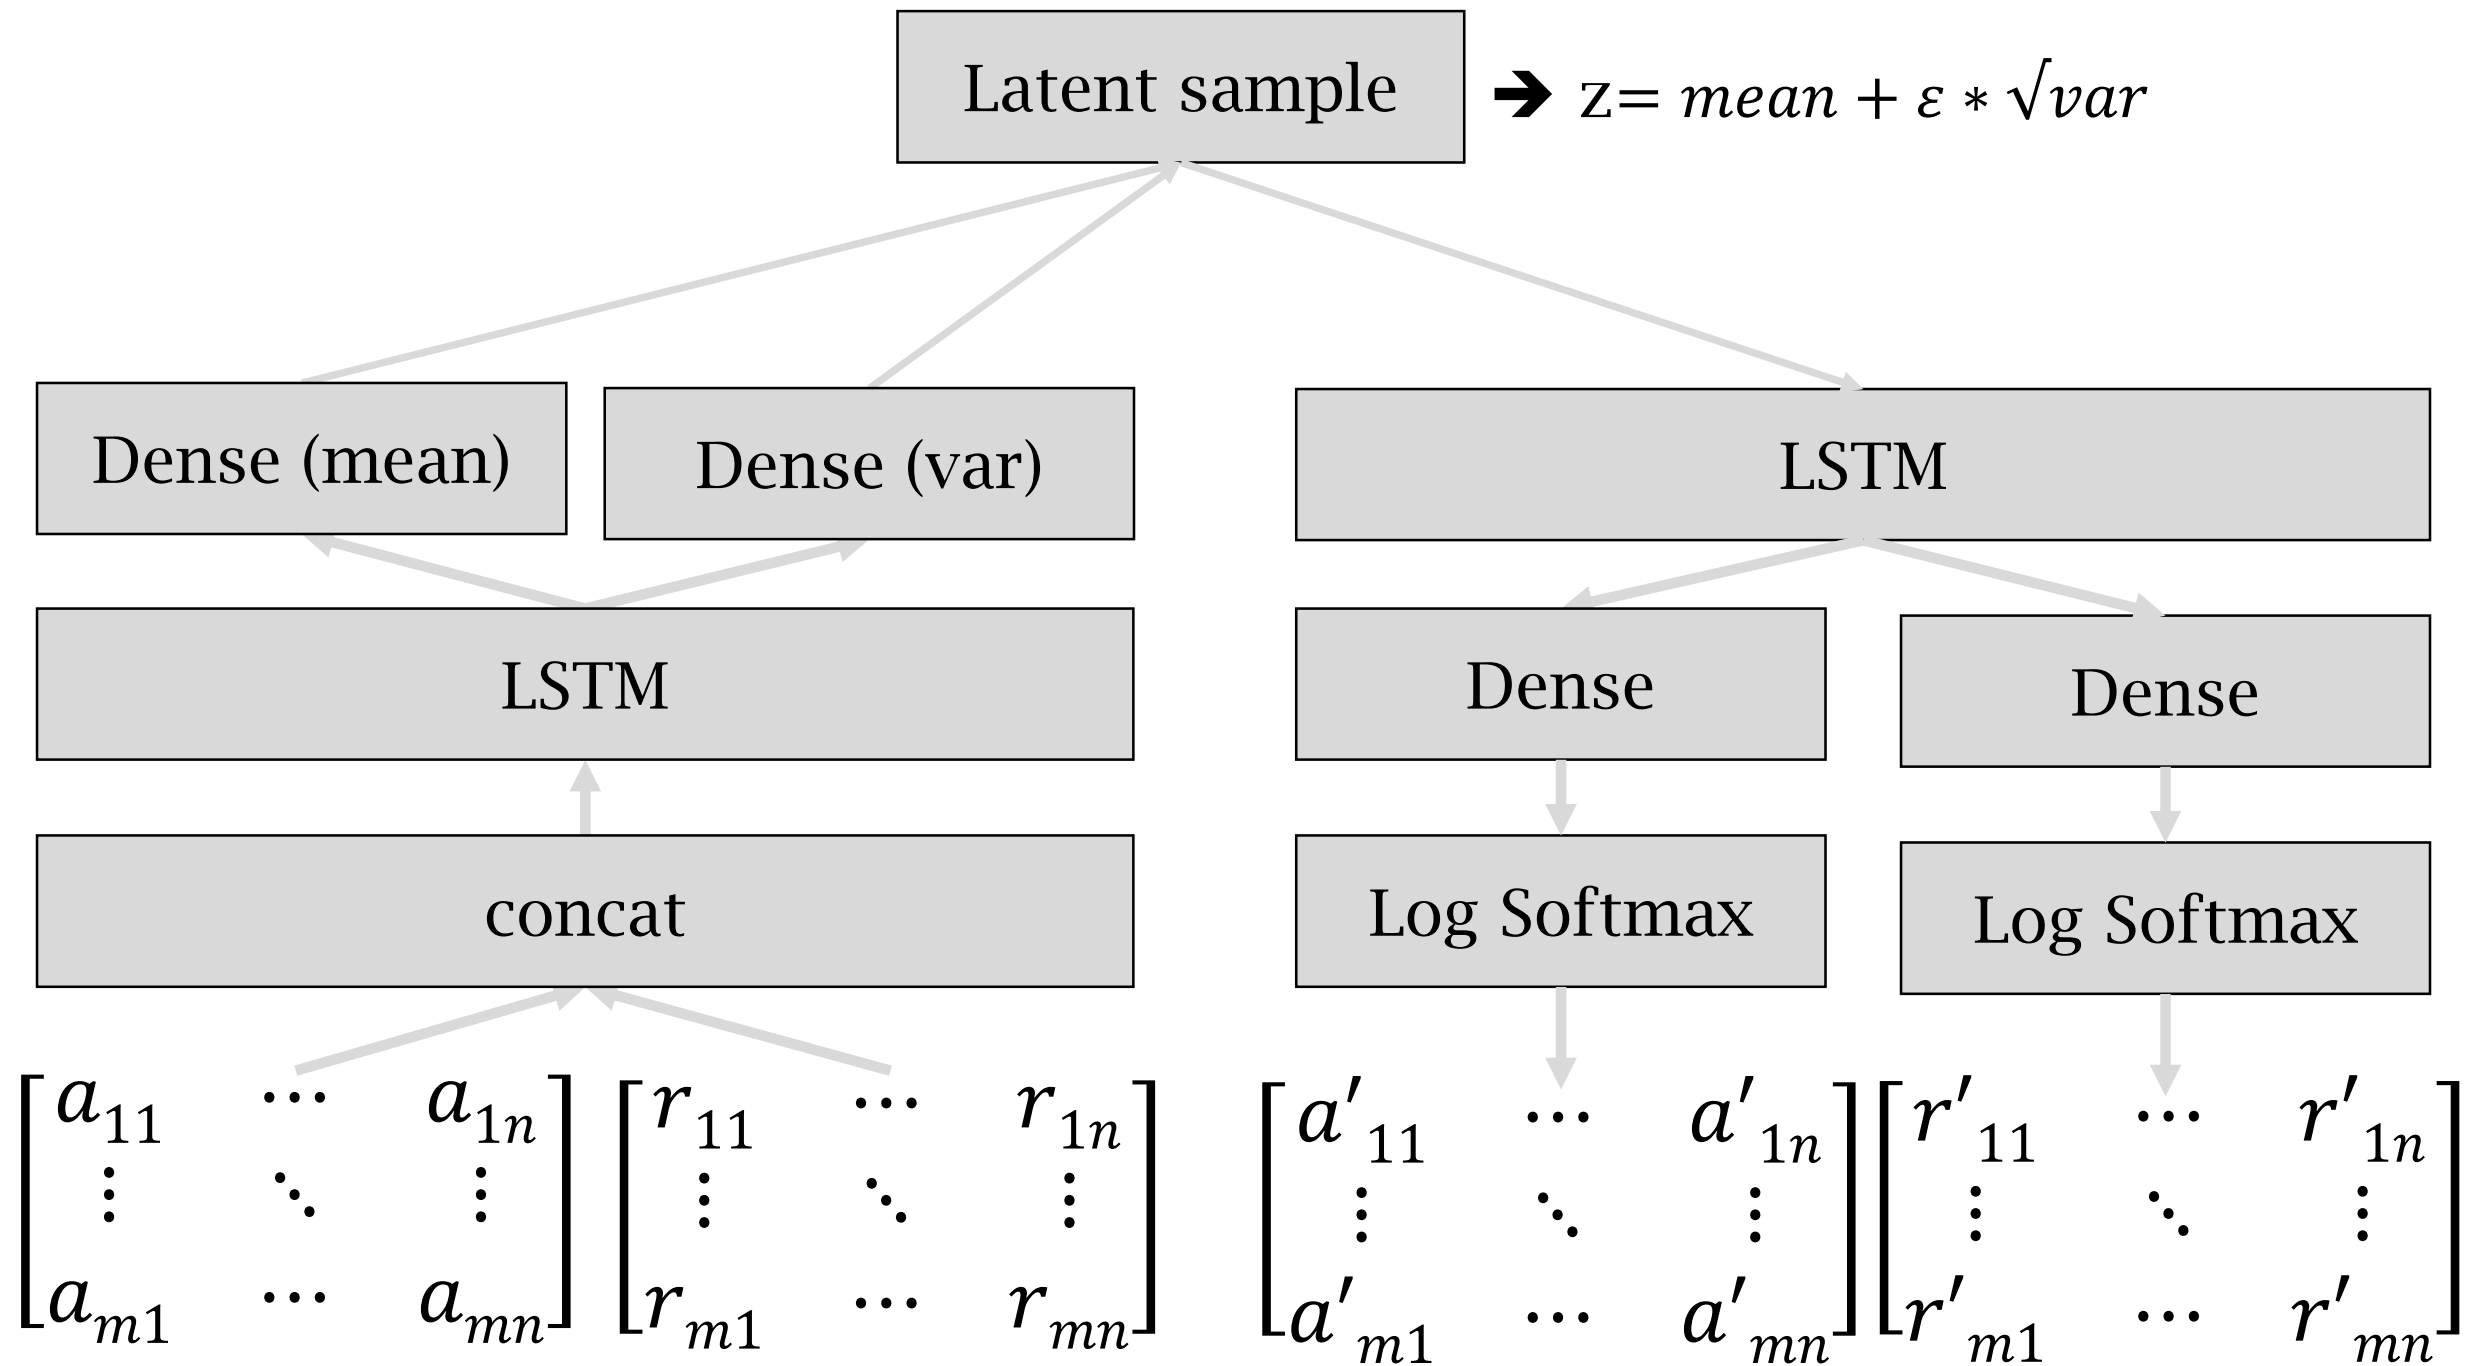 Latent sample
➔ z= mean + ε ∗ √var
Dense (mean)
Dense (var)
LSTM
LSTM
Dense
Dense
concat
Log Softmax
Log Softmax
[a₁₁ ⋯ a₁ₙ
⋮ ⋱ ⋮
aₘ₁ ⋯ aₘₙ]
[r₁₁ ⋯ r₁ₙ
⋮ ⋱ ⋮
rₘ₁ ⋯ rₘₙ]
[a′₁₁ ⋯ a′₁ₙ
⋮ ⋱ ⋮
a′ₘ₁ ⋯ a′ₘₙ]
[r′₁₁ ⋯ r′₁ₙ
⋮ ⋱ ⋮
r′ₘ₁ ⋯ r′ₘₙ]